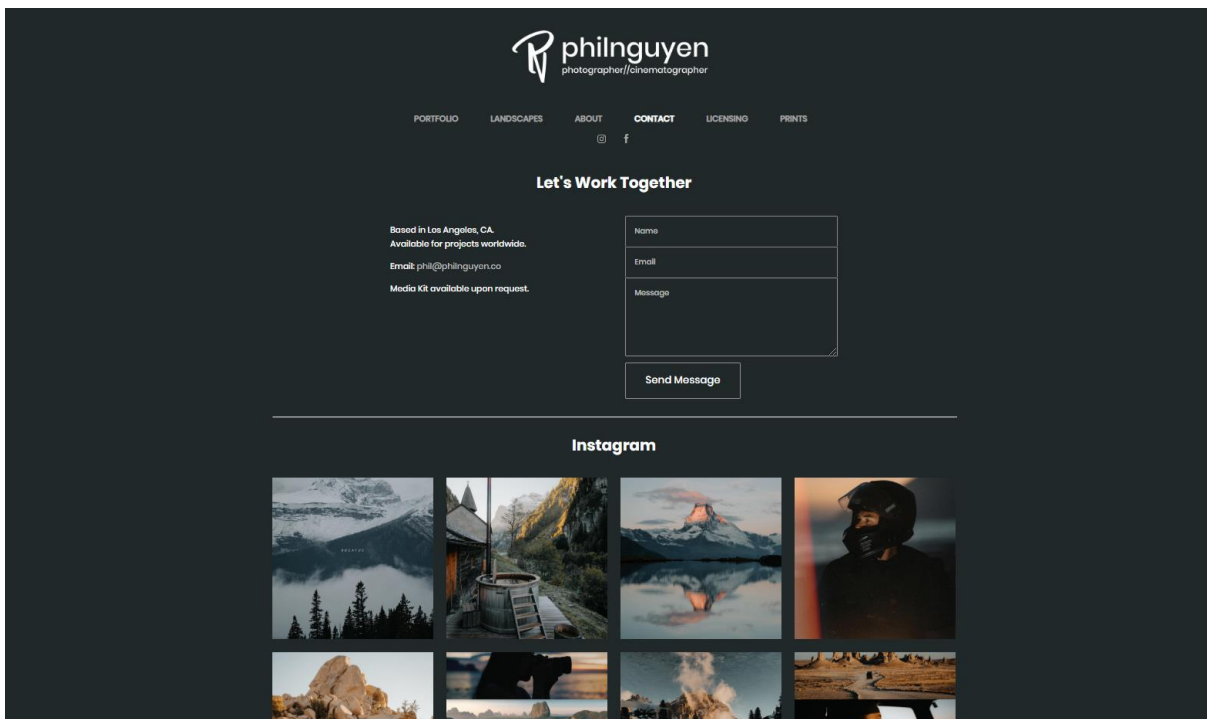 philnguyen
photographer//cinematographer
PORTFOLIO LANDSCAPES ABOUT CONTACT LICENSING PRINTS
Let's Work Together
Based in Los Angeles, CA.
Available for projects worldwide.
Email: phil@philnguyen.co
Media Kit available upon request.
Name
Email
Message
Send Message
Instagram